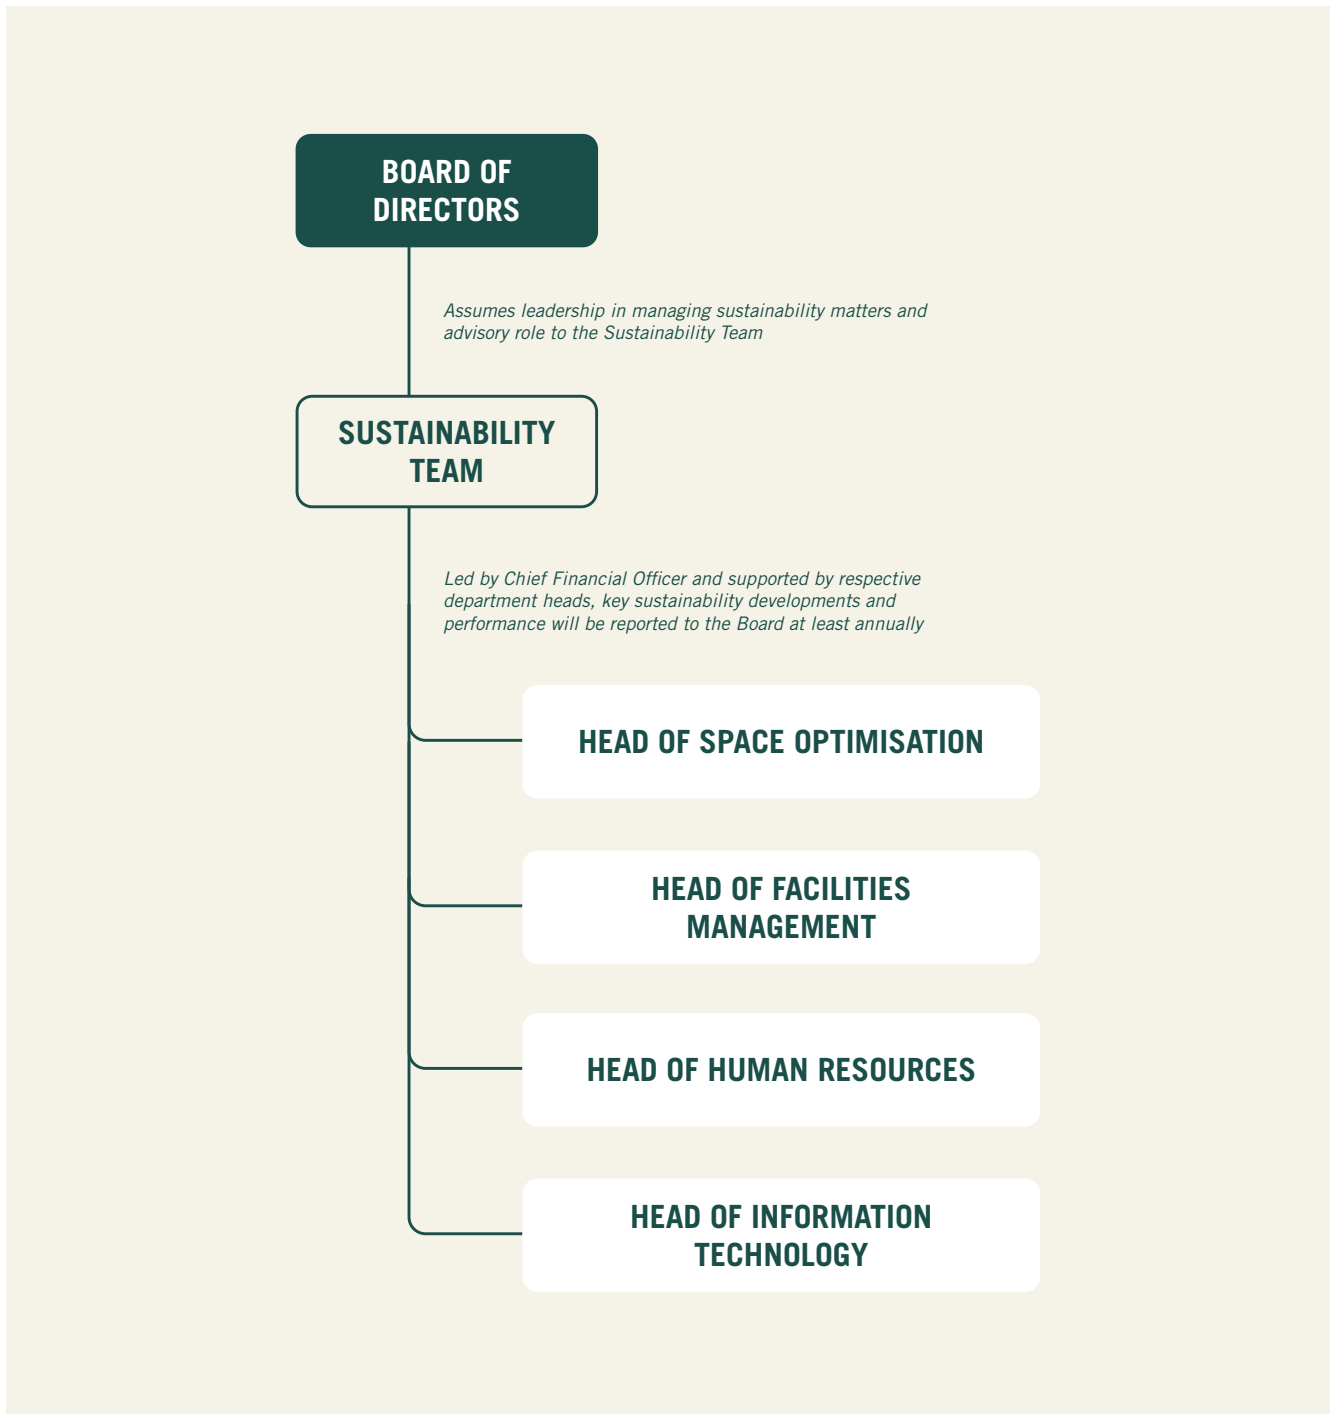 BOARD OF
DIRECTORS
Assumes leadership in managing sustainability matters and
advisory role to the Sustainability Team
SUSTAINABILITY
TEAM
Led by Chief Financial Officer and supported by respective
department heads, key sustainability developments and
performance will be reported to the Board at least annually
HEAD OF SPACE OPTIMISATION
HEAD OF FACILITIES
MANAGEMENT
HEAD OF HUMAN RESOURCES
HEAD OF INFORMATION
TECHNOLOGY